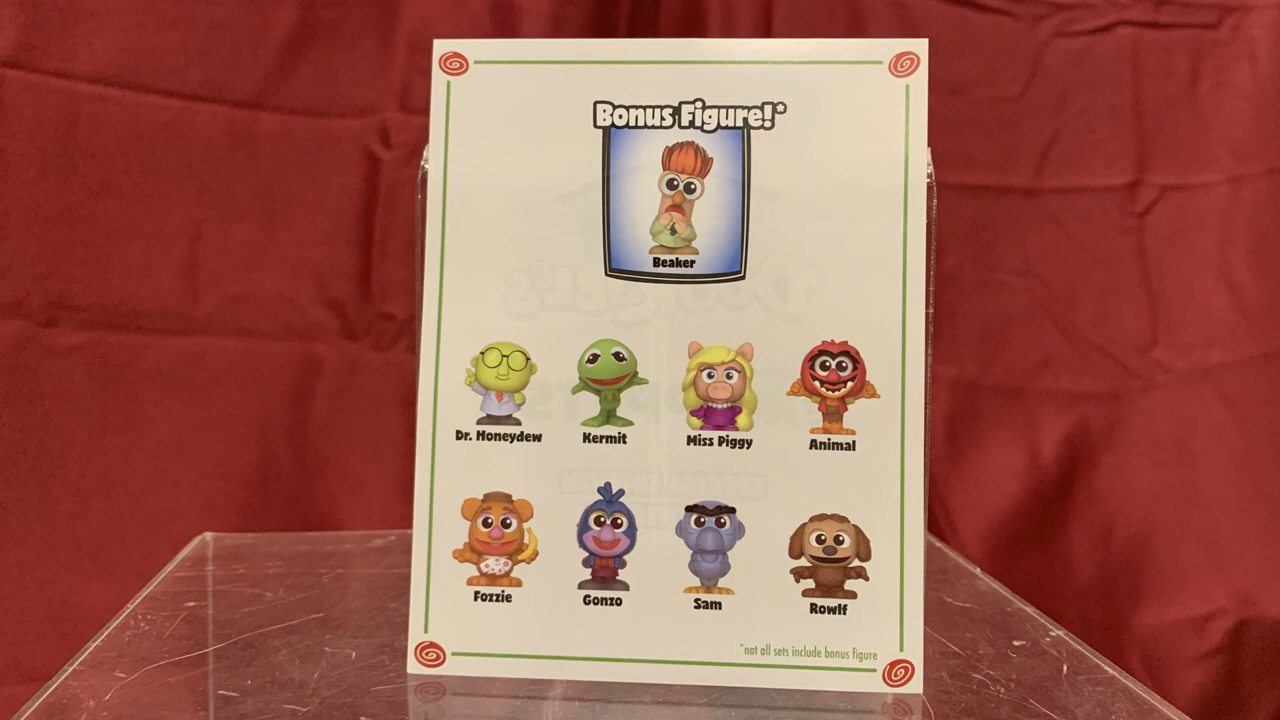 Bonus Figure!*
Beaker
Dr. Honeydew
Kermit
Miss Piggy
Animal
Fozzie
Gonzo
Sam
Rowlf
*not all sets include bonus figure